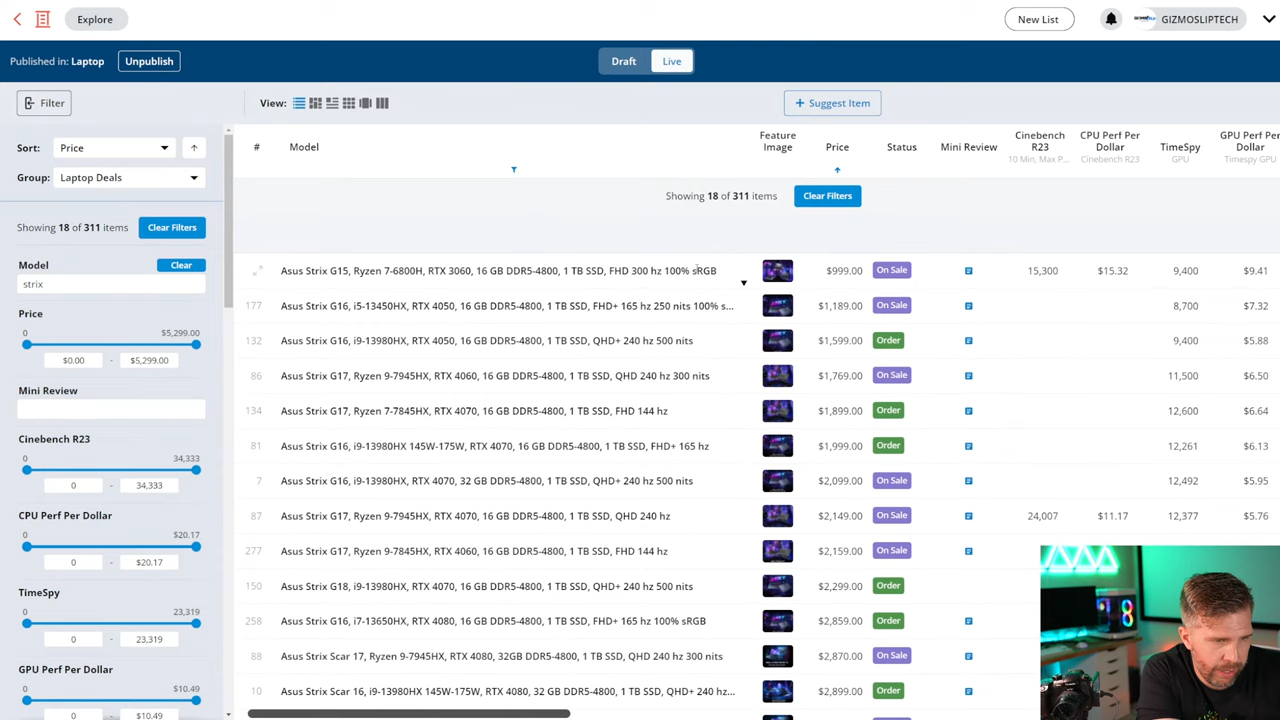 Explore
New List
GIZMOSLIPTECH
Published in: Laptop
Unpublish
Draft
Live
Filter
View:
+ Suggest Item
Sort: Price
Group: Laptop Deals
Showing 18 of 311 items
Clear Filters
Model
Clear
strix
Price
0 $5,299.00
$0.00 - $5,299.00
Mini Review
Cinebench R23
0 34,333
- 34,333
CPU Perf Per Dollar
0 $20.17
0 - $20.17
TimeSpy
0 23,319
0 - 23,319
GPU Perf Per Dollar
0 $10.49
0 - $10.49
# Model Feature Image Price Status Mini Review Cinebench R23 10 Min, Max P... CPU Perf Per Dollar Cinebench R23 TimeSpy GPU GPU Perf Per Dollar Timespy GPU
Showing 18 of 311 items
Clear Filters
Asus Strix G15, Ryzen 7-6800H, RTX 3060, 16 GB DDR5-4800, 1 TB SSD, FHD 300 hz 100% sRGB $999.00 On Sale 15,300 $15.32 9,400 $9.41
177 Asus Strix G16, i5-13450HX, RTX 4050, 16 GB DDR5-4800, 1 TB SSD, FHD+ 165 hz 250 nits 100% s... $1,189.00 On Sale 8,700 $7.32
132 Asus Strix G16, i9-13980HX, RTX 4050, 16 GB DDR5-4800, 1 TB SSD, QHD+ 240 hz 500 nits $1,599.00 Order 9,400 $5.88
86 Asus Strix G17, Ryzen 9-7945HX, RTX 4060, 16 GB DDR5-4800, 1 TB SSD, QHD 240 hz 300 nits $1,769.00 On Sale 11,500 $6.50
134 Asus Strix G17, Ryzen 7-7845HX, RTX 4070, 16 GB DDR5-4800, 1 TB SSD, FHD 144 hz $1,899.00 Order 12,600 $6.64
81 Asus Strix G16, i9-13980HX 145W-175W, RTX 4070, 16 GB DDR5-4800, 1 TB SSD, FHD+ 165 hz $1,999.00 Order 12,261 $6.13
7 Asus Strix G16, i9-13980HX, RTX 4070, 32 GB DDR5-4800, 1 TB SSD, QHD+ 240 hz 500 nits $2,099.00 On Sale 12,492 $5.95
87 Asus Strix G17, Ryzen 9-7945HX, RTX 4070, 16 GB DDR5-4800, 1 TB SSD, QHD 240 hz $2,149.00 On Sale 24,007 $11.17 12,377 $5.76
277 Asus Strix G17, Ryzen 9-7845HX, RTX 4060, 16 GB DDR5-4800, 1 TB SSD, FHD 144 hz $2,159.00 On Sale
150 Asus Strix G18, i9-13980HX, RTX 4070, 16 GB DDR5-4800, 1 TB SSD, QHD+ 240 hz 500 nits $2,299.00 Order
258 Asus Strix G16, i7-13650HX, RTX 4080, 16 GB DDR5-4800, 1 TB SSD, FHD+ 165 hz 100% sRGB $2,859.00 Order
88 Asus Strix Scar 17, Ryzen 9-7945HX, RTX 4080, 32GB DDR5-4800, 1 TB SSD, QHD 240 hz 300 nits $2,870.00 On Sale
10 Asus Strix Scar 16, i9-13980HX 145W-175W, RTX 4080, 32 GB DDR5-4800, 1 TB SSD, QHD+ 240 hz... $2,899.00 Order